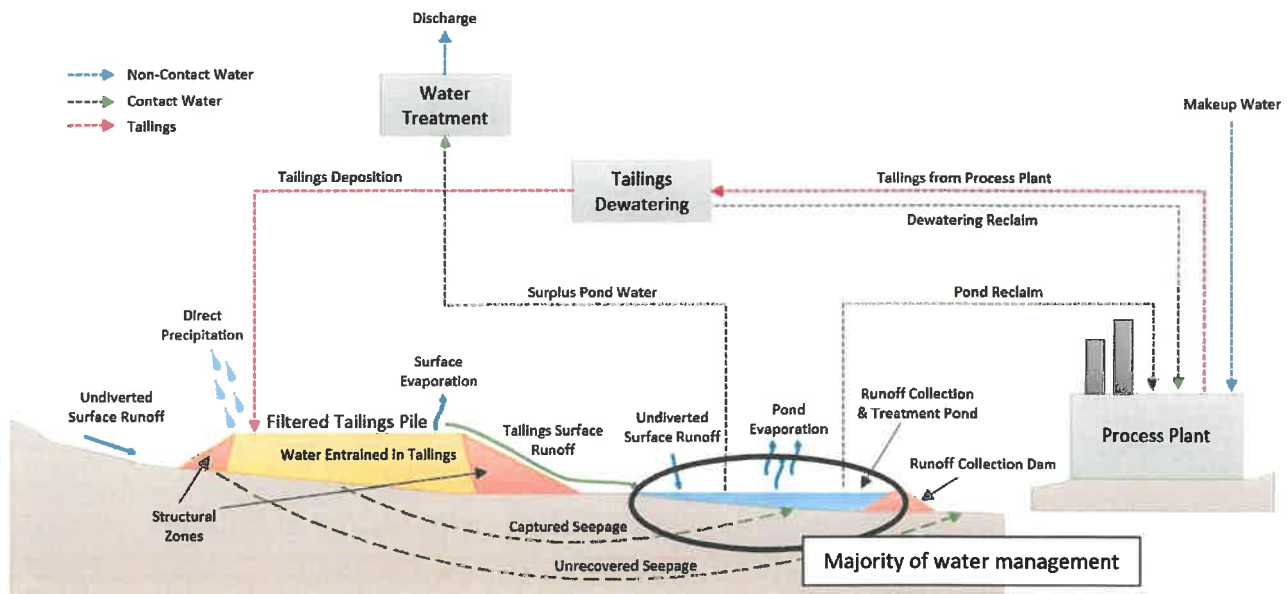 Discharge
Non-Contact Water
Contact Water
Tailings
Water
Treatment
Makeup Water
Tailings Deposition
Tailings
Dewatering
Tailings from Process Plant
Dewatering Reclaim
Surplus Pond Water
Pond Reclaim
Direct
Precipitation
Surface
Evaporation
Undiverted
Surface Runoff
Filtered Tailings Pile
Water Entrained in Tailings
Tailings Surface
Runoff
Undiverted
Surface Runoff
Pond
Evaporation
Runoff Collection
& Treatment Pond
Process Plant
Runoff Collection Dam
Structural
Zones
Captured Seepage
Unrecovered Seepage
Majority of water management